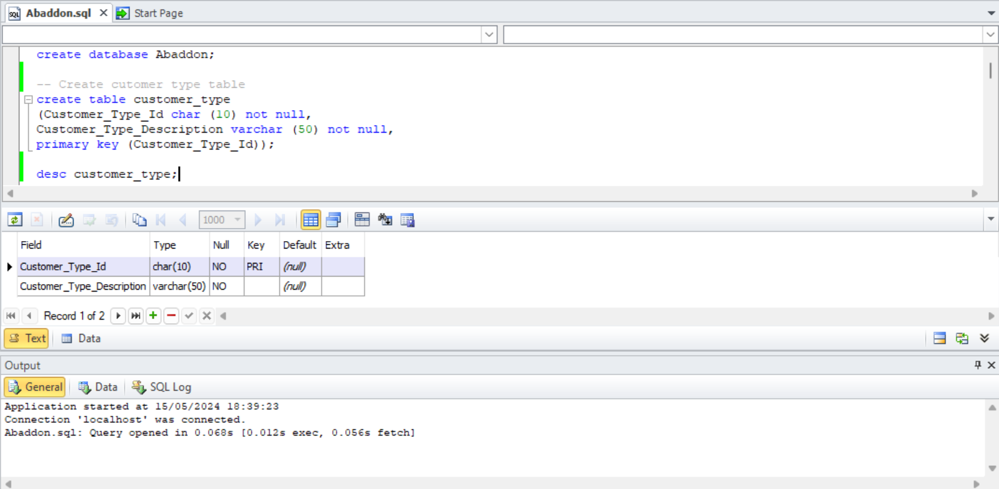 Abaddon.sql Start Page
create database Abaddon;
-- Create cutomer type table
create table customer_type
(Customer_Type_Id char (10) not null,
Customer_Type_Description varchar (50) not null,
primary key (Customer_Type_Id));
desc customer_type;
1000
Field Type Null Key Default Extra
Customer_Type_Id char(10) NO PRI (null)
Customer_Type_Description varchar(50) NO (null)
Record 1 of 2
Text Data
Output
General Data SQL Log
Application started at 15/05/2024 18:39:23
Connection 'localhost' was connected.
Abaddon.sql: Query opened in 0.068s [0.012s exec, 0.056s fetch]